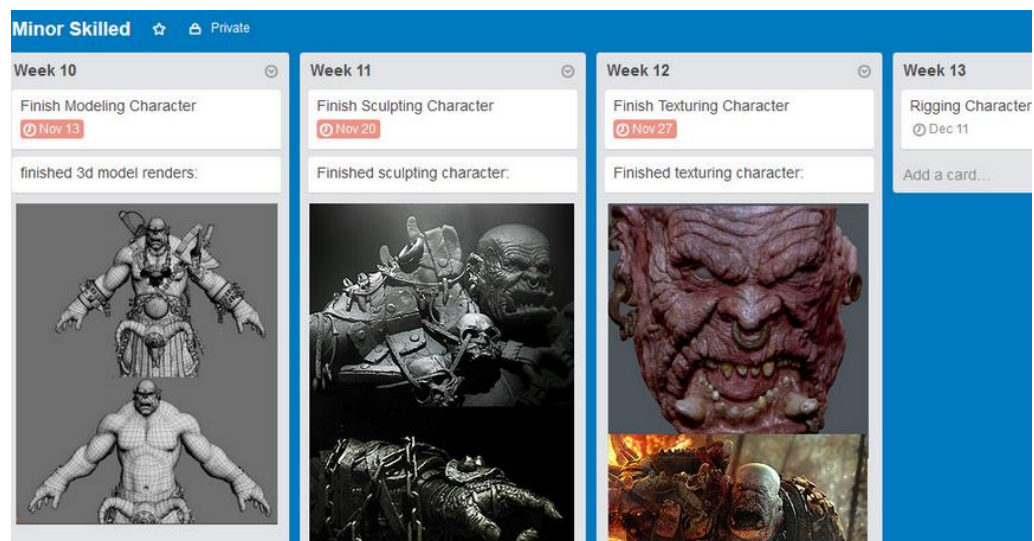 Minor Skilled
Private
Week 10
Finish Modeling Character
Nov 13
finished 3d model renders:
Week 11
Finish Sculpting Character
Nov 20
Finished sculpting character:
Week 12
Finish Texturing Character
Nov 27
Finished texturing character:
Week 13
Rigging Character
Dec 11
Add a card...